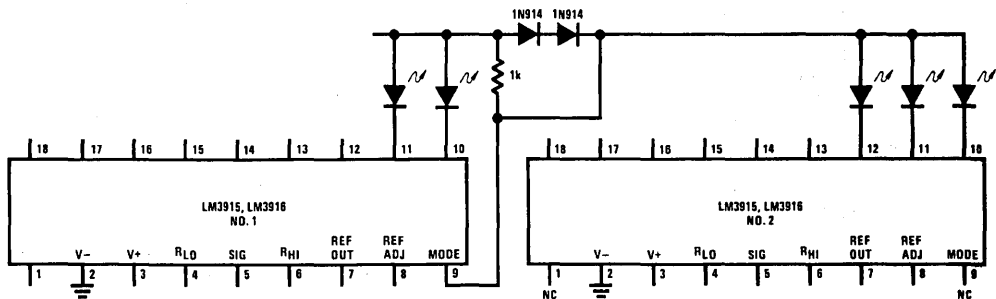 1N914 1N914
1k
18 17 16 15 14 13 12 11 10
18 17 16 15 14 13 12 11 10
LM3915, LM3916
NO. 1
LM3915, LM3916
NO. 2
V− V+ RLO SIG RHI REF OUT REF ADJ MODE
V− V+ RLO SIG RHI REF OUT REF ADJ MODE
1 2 3 4 5 6 7 8 9
1 2 3 4 5 6 7 8 9
NC NC